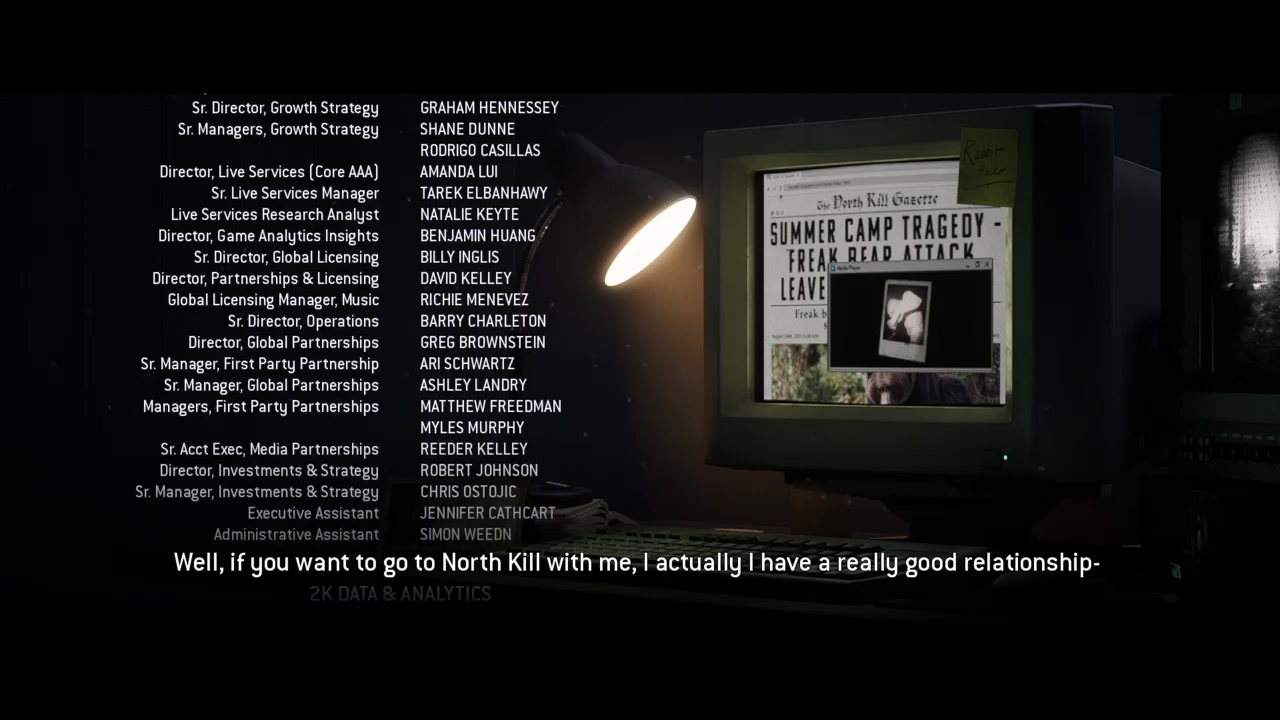 Sr. Director, Growth Strategy GRAHAM HENNESSEY
Sr. Managers, Growth Strategy SHANE DUNNE
RODRIGO CASILLAS
Director, Live Services (Core AAA) AMANDA LUI
Sr. Live Services Manager TAREK ELBANHAWY
Live Services Research Analyst NATALIE KEYTE
Director, Game Analytics Insights BENJAMIN HUANG
Sr. Director, Global Licensing BILLY INGLIS
Director, Partnerships & Licensing DAVID KELLEY
Global Licensing Manager, Music RICHIE MENEVEZ
Sr. Director, Operations BARRY CHARLETON
Director, Global Partnerships GREG BROWNSTEIN
Sr. Manager, First Party Partnership ARI SCHWARTZ
Sr. Manager, Global Partnerships ASHLEY LANDRY
Managers, First Party Partnerships MATTHEW FREEDMAN
MYLES MURPHY
Sr. Acct Exec, Media Partnerships REEDER KELLEY
Director, Investments & Strategy ROBERT JOHNSON
Sr. Manager, Investments & Strategy CHRIS OSTOJIC
Executive Assistant JENNIFER CATHCART
Administrative Assistant SIMON WEEDN
2K DATA & ANALYTICS
The North Kill Gazette
SUMMER CAMP TRAGEDY -
FREAK BEAR ATTACK
LEAVE
Freak b
Media Player
Well, if you want to go to North Kill with me, I actually I have a really good relationship-